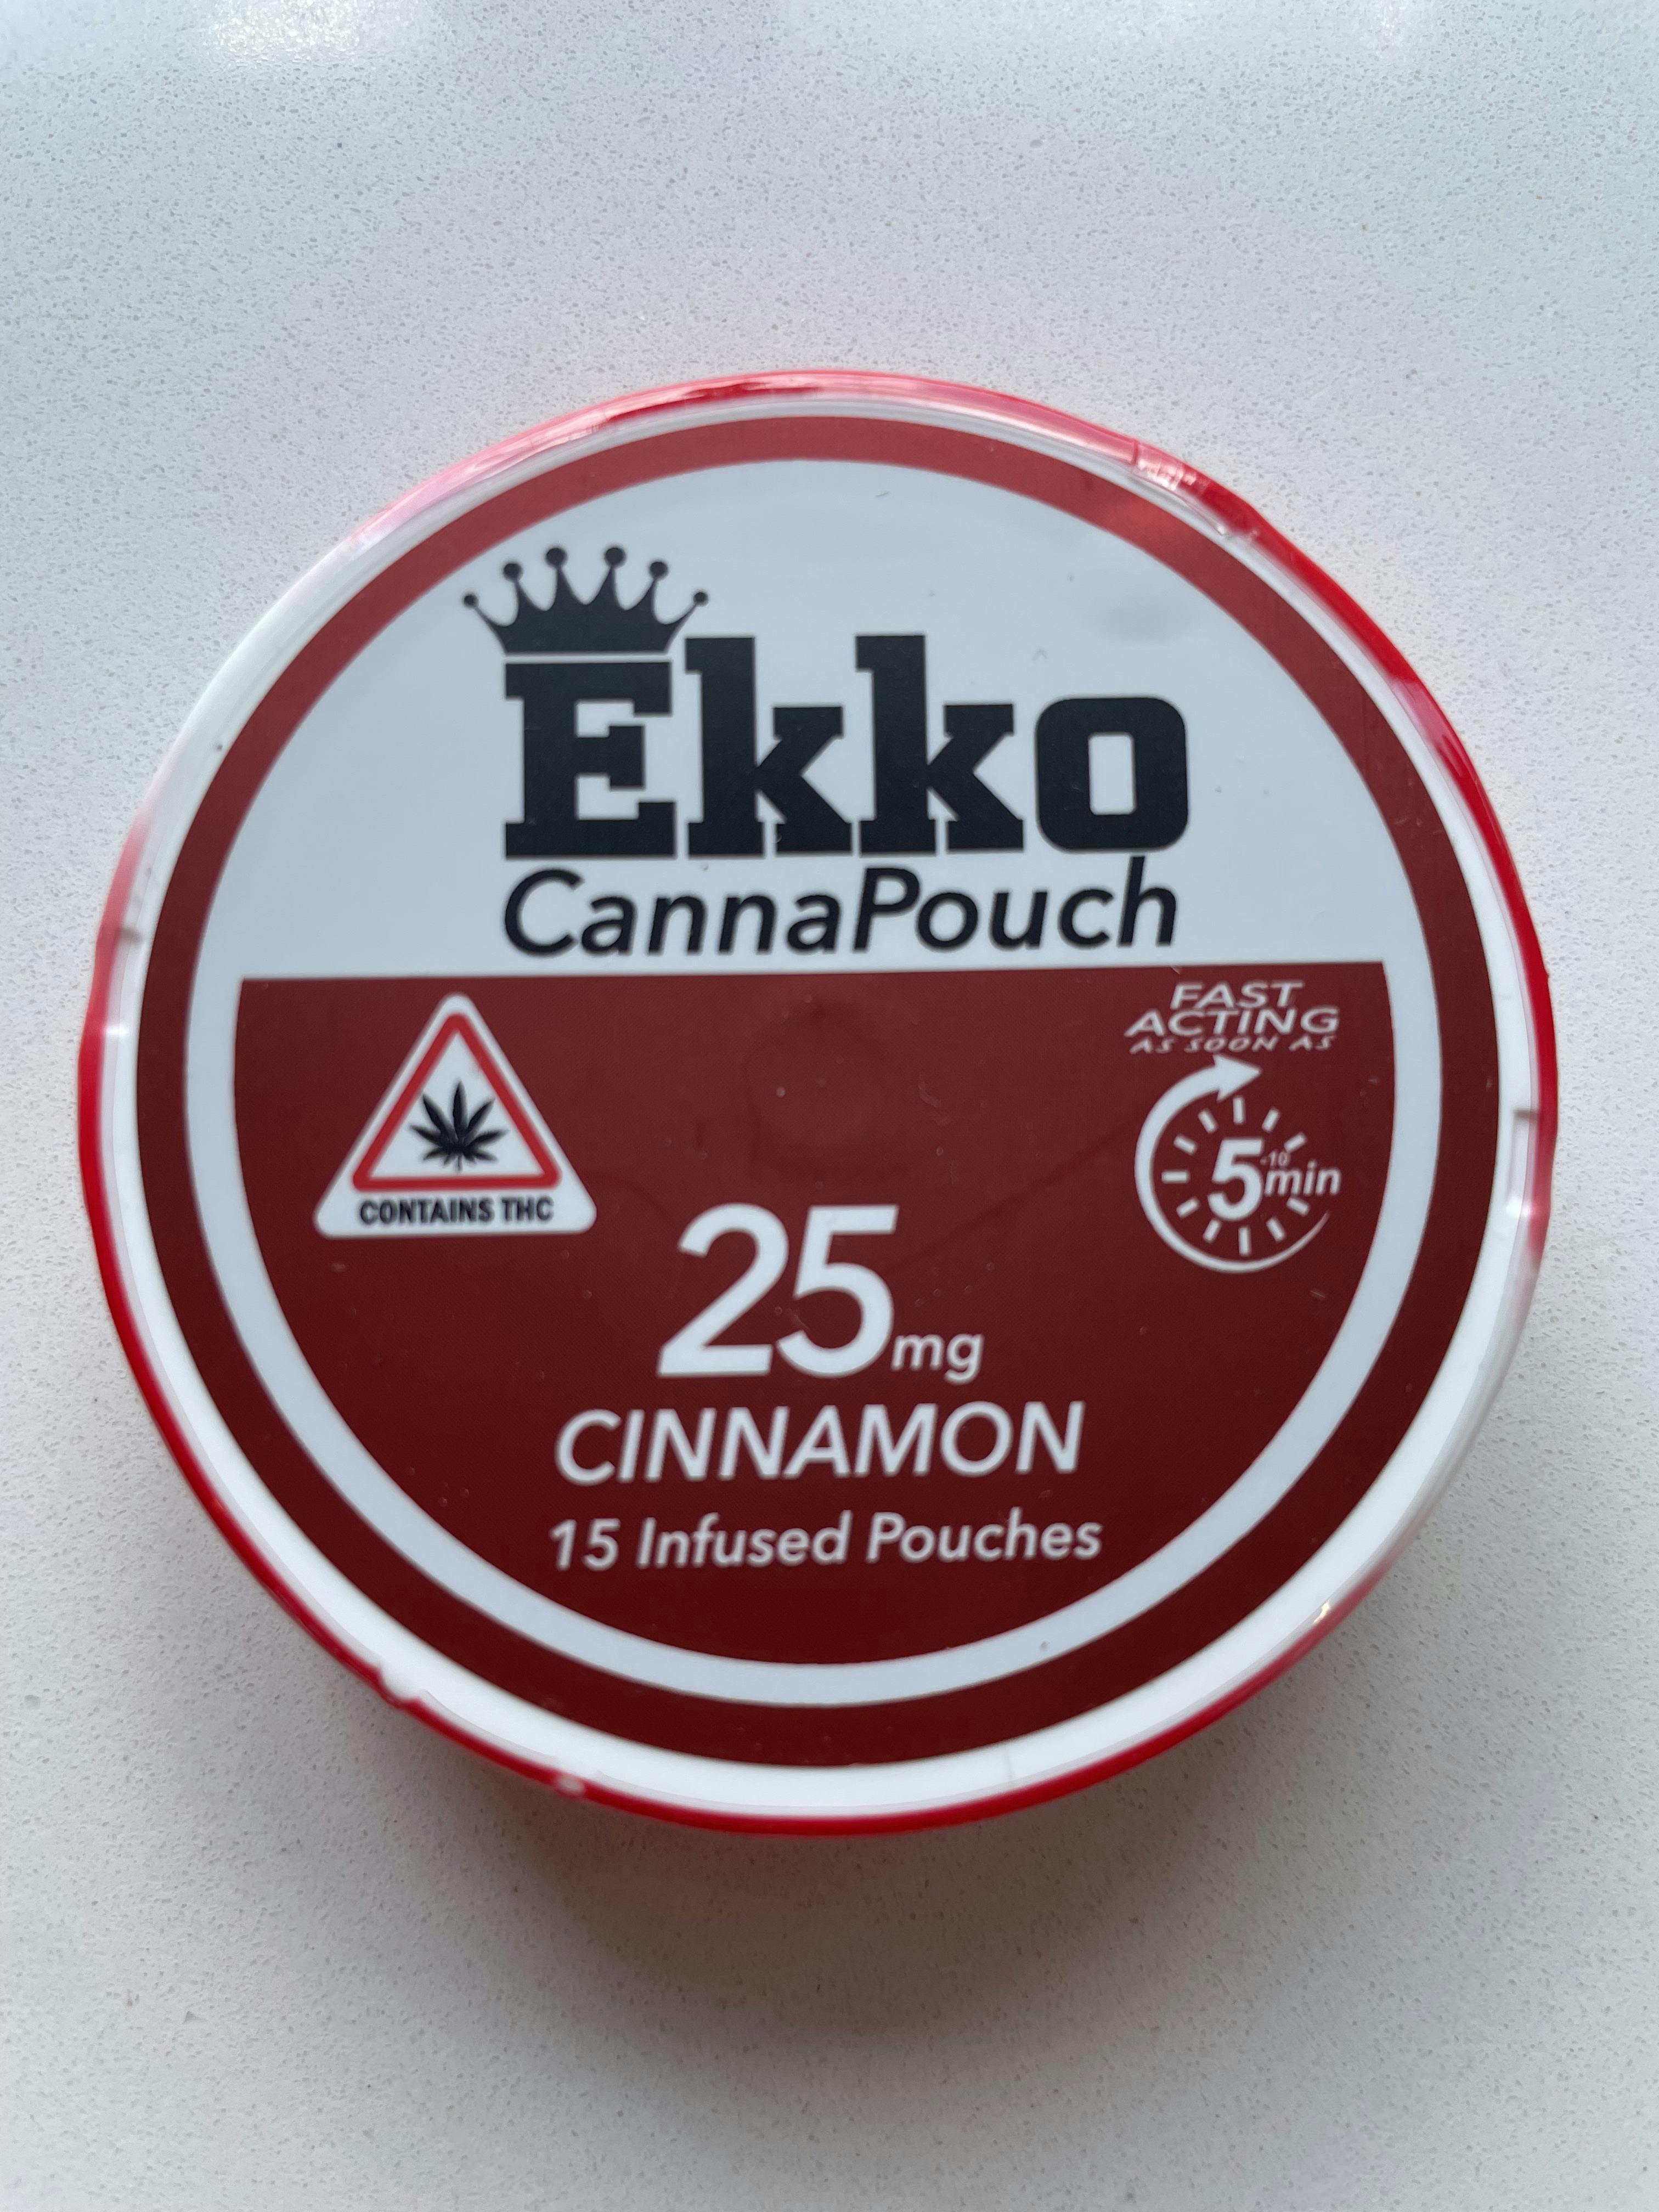 Ekko
CannaPouch
CONTAINS THC
FAST
ACTING
AS SOON AS
5-10 min
25mg
CINNAMON
15 Infused Pouches